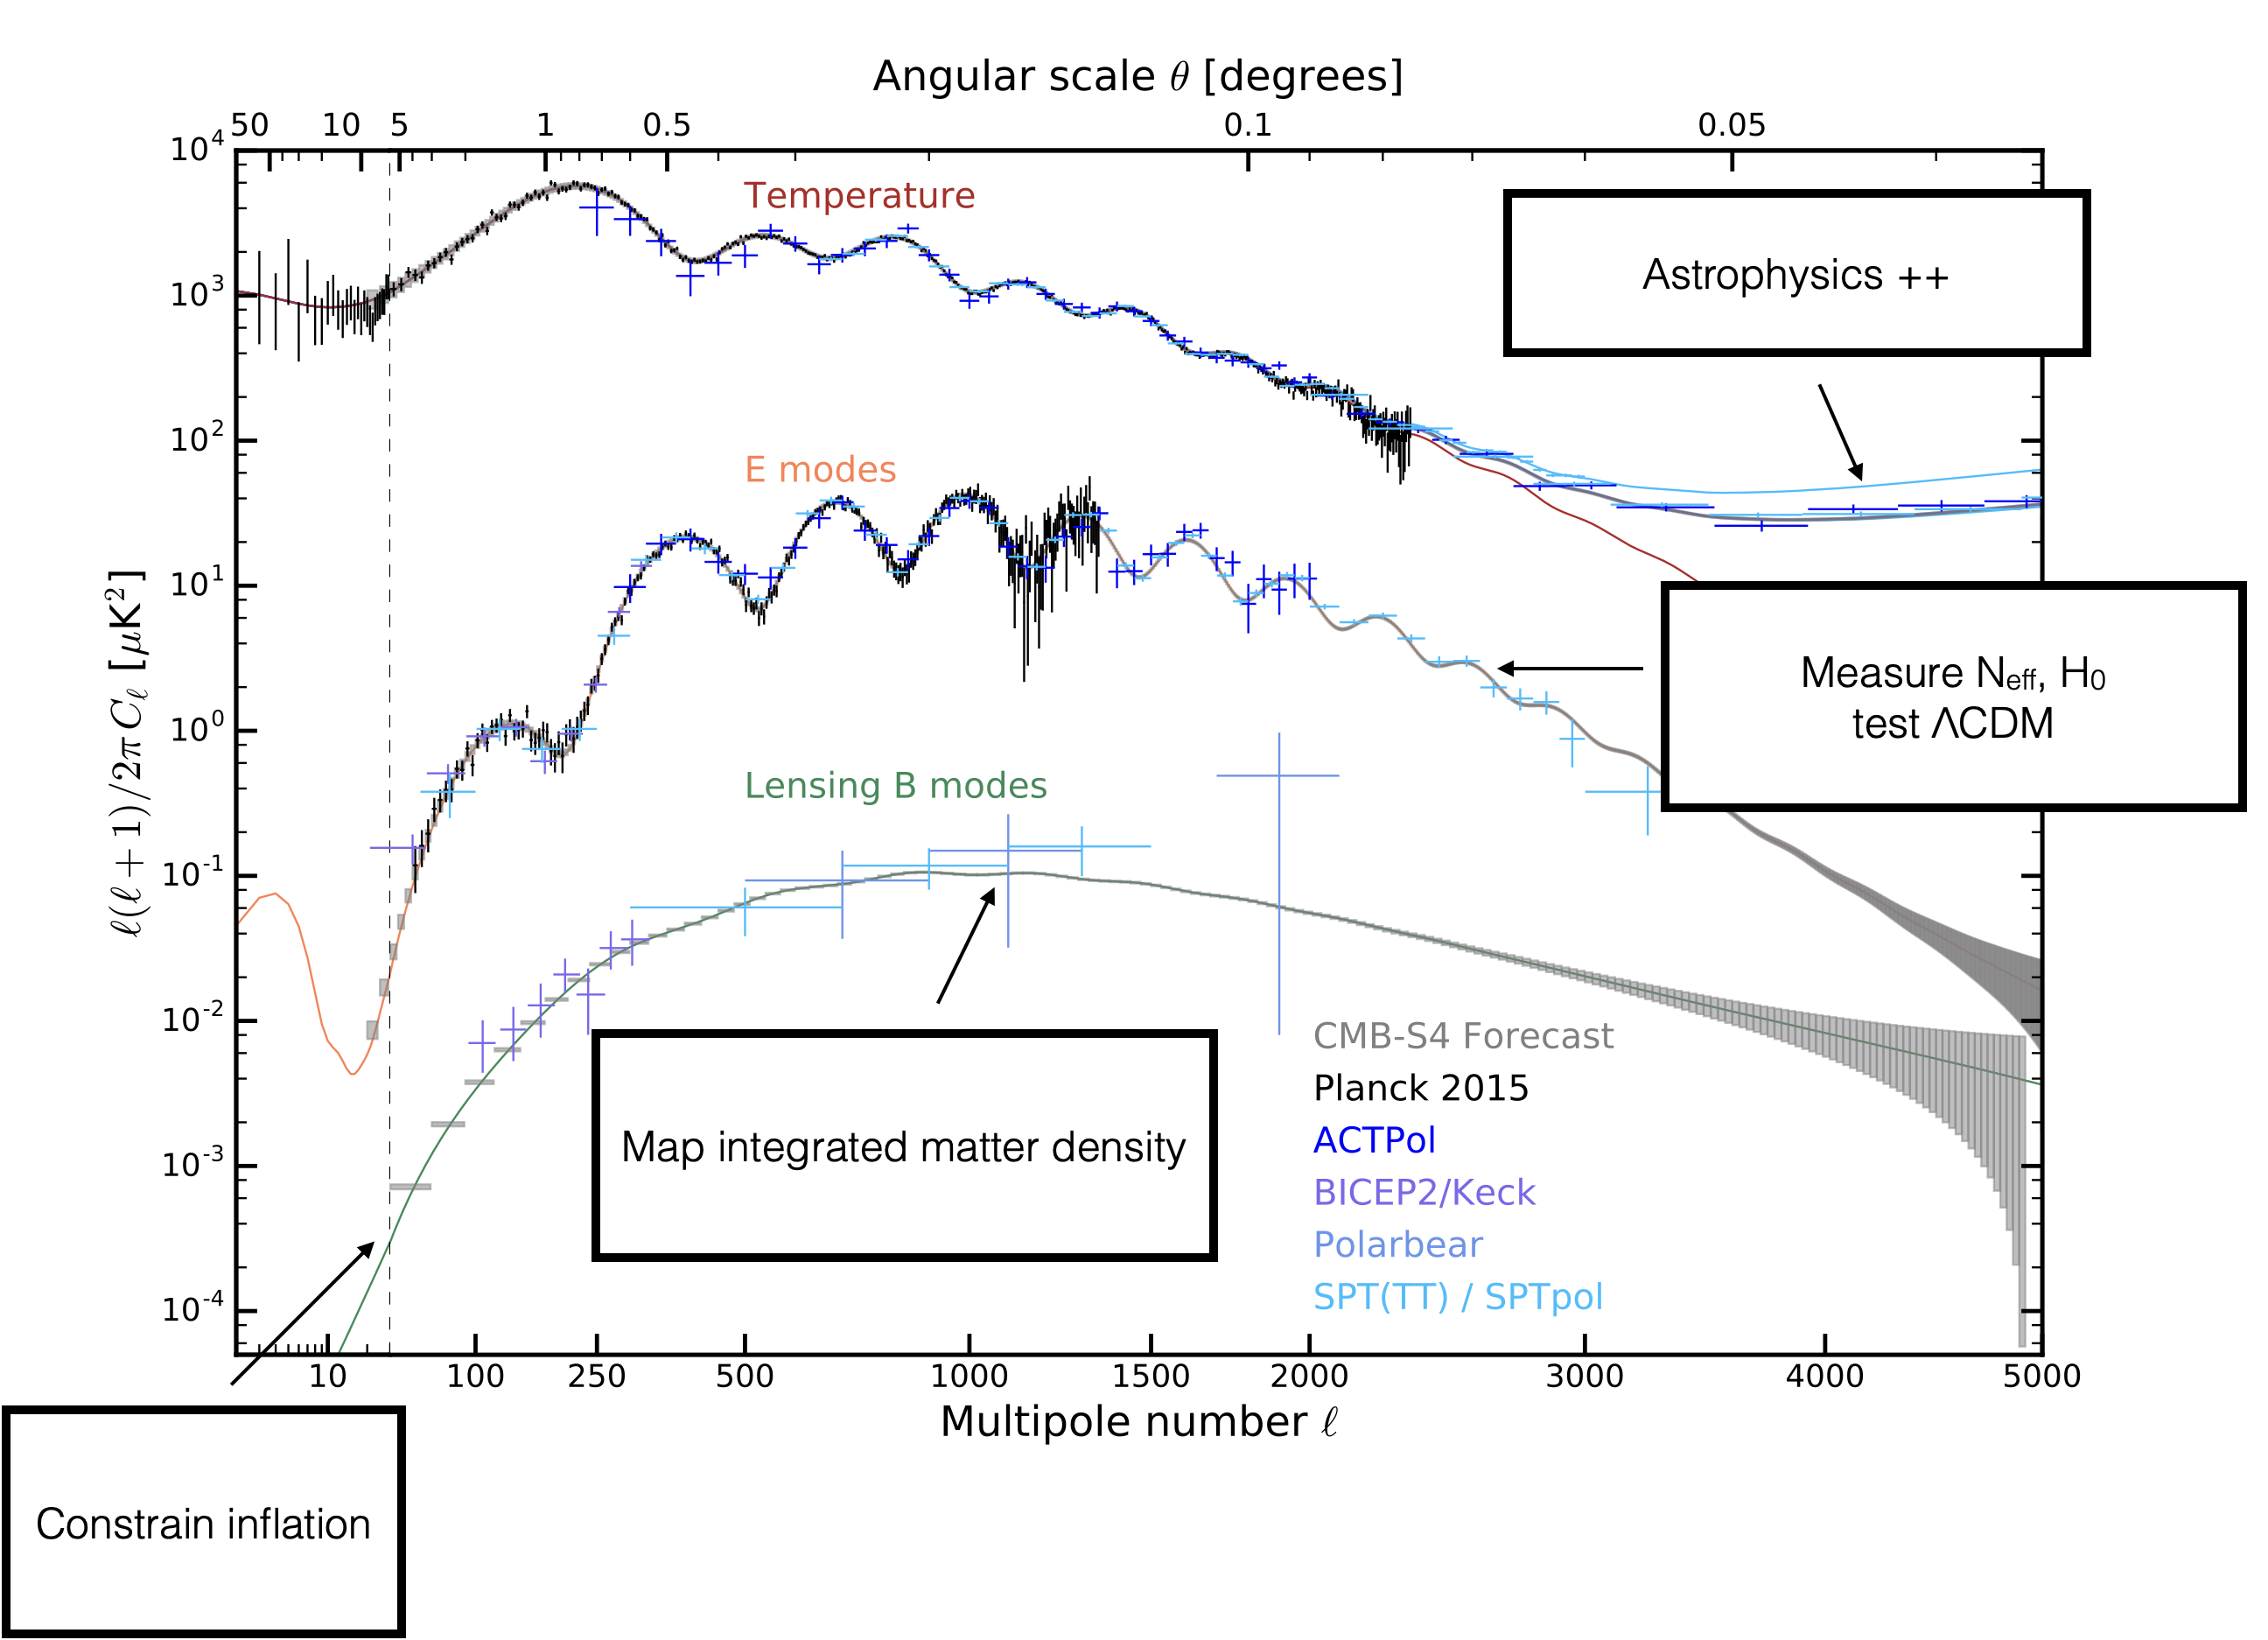 Angular scale θ [degrees]
50 10 5 1 0.5 0.1 0.05
10⁴
Temperature
Astrophysics ++
10³
10²
E modes
10¹
Measure Neff, H₀
test ΛCDM
ℓ(ℓ + 1)/2π Cℓ [μK²]
10⁰
Lensing B modes
10⁻¹
10⁻²
CMB-S4 Forecast
Planck 2015
Map integrated matter density
ACTPol
10⁻³
BICEP2/Keck
Polarbear
SPT(TT) / SPTpol
10⁻⁴
10 100 250 500 1000 1500 2000 3000 4000 5000
Multipole number ℓ
Constrain inflation